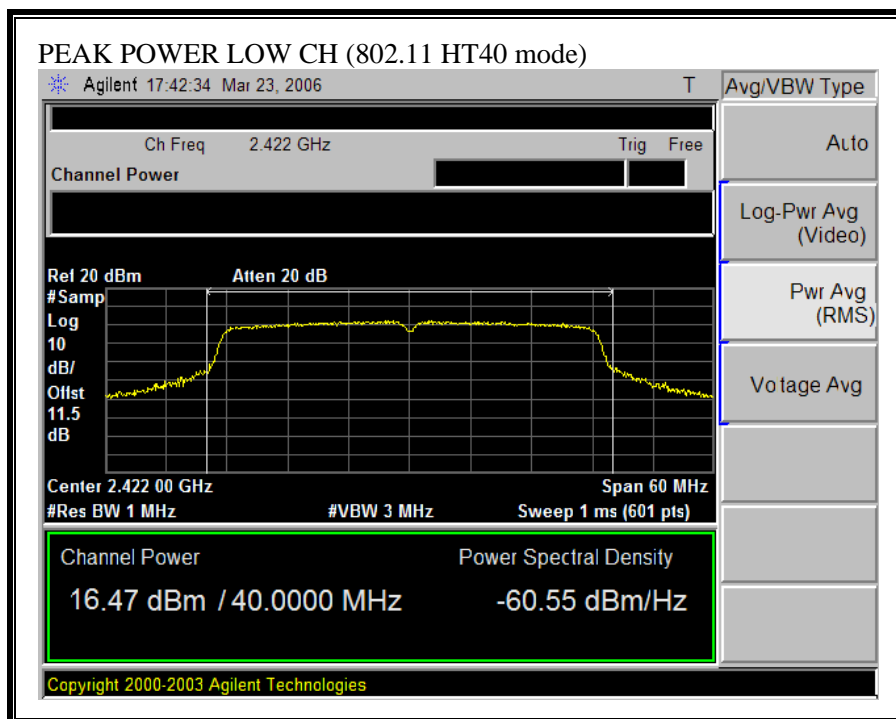 PEAK POWER LOW CH (802.11 HT40 mode)
Agilent 17:42:34 Mar 23, 2006 T Avg/VBW Type
Ch Freq 2.422 GHz Trig Free
Auto
Channel Power
Log-Pwr Avg
(Video)
Ref 20 dBm Atten 20 dB
#Samp
Pwr Avg
(RMS)
Log
10
dB/
Offst
11.5
dB
Vo tage Avg
Center 2.422 00 GHz Span 60 MHz
#Res BW 1 MHz #VBW 3 MHz Sweep 1 ms (601 pts)
Channel Power Power Spectral Density
16.47 dBm / 40.0000 MHz -60.55 dBm/Hz
Copyright 2000-2003 Agilent Technologies